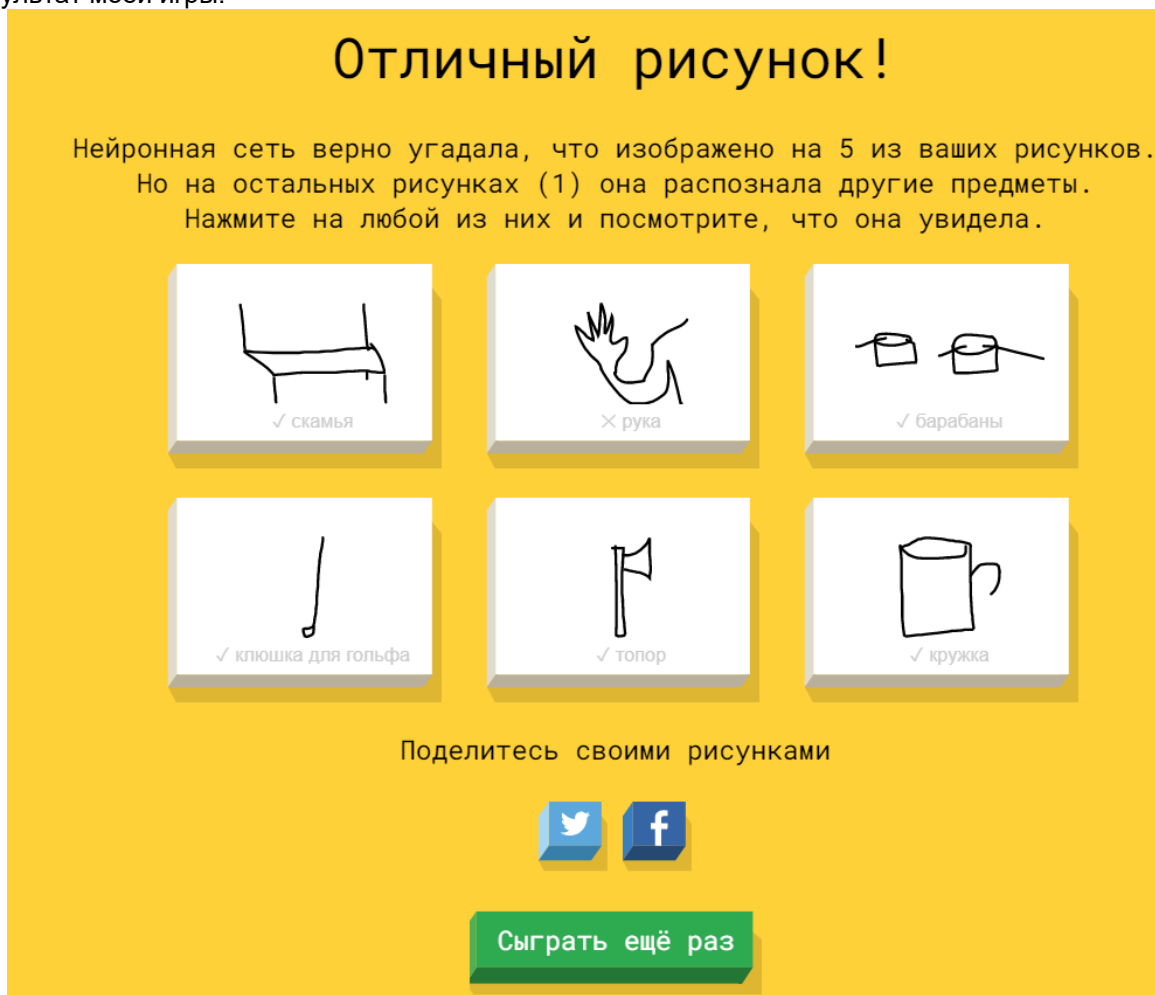 Отличный рисунок!
Нейронная сеть верно угадала, что изображено на 5 из ваших рисунков.
Но на остальных рисунках (1) она распознала другие предметы.
Нажмите на любой из них и посмотрите, что она увидела.
✓ скамья
✕ рука
✓ барабаны
✓ клюшка для гольфа
✓ топор
✓ кружка
Поделитесь своими рисунками
Сыграть ещё раз